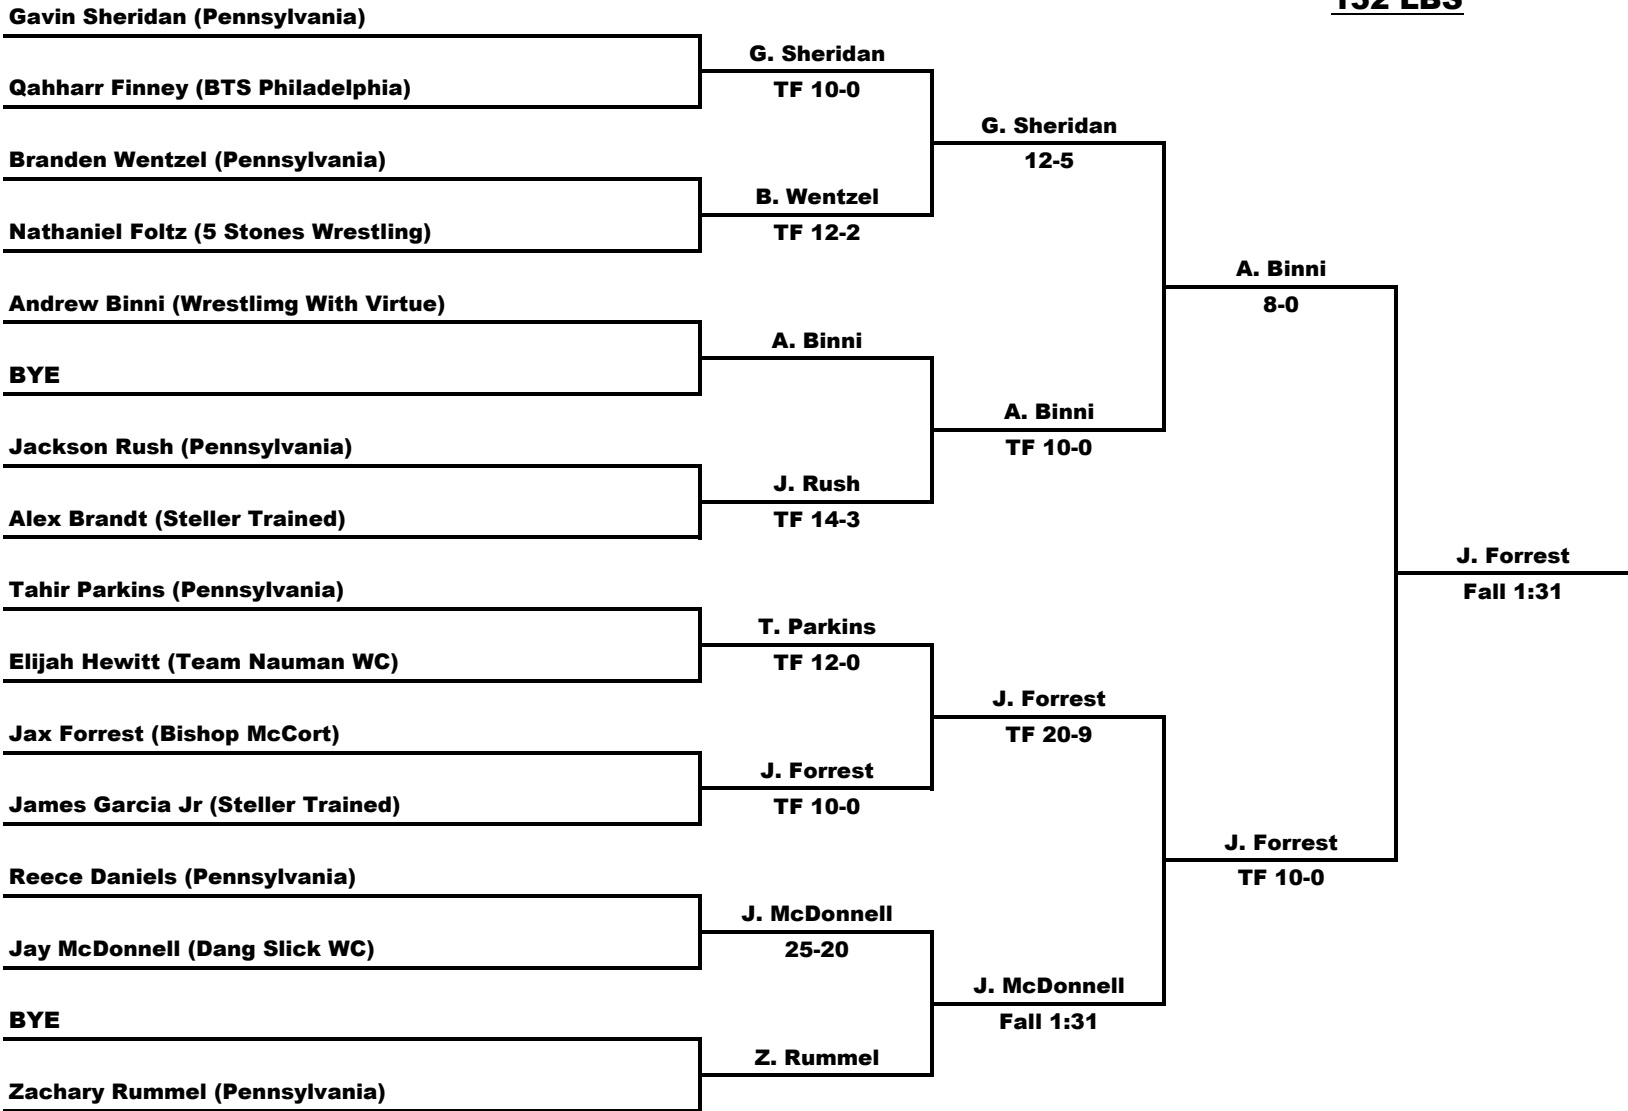 132 LBS
Gavin Sheridan (Pennsylvania)
G. Sheridan
Qahharr Finney (BTS Philadelphia)
TF 10-0
G. Sheridan
Branden Wentzel (Pennsylvania)
12-5
B. Wentzel
Nathaniel Foltz (5 Stones Wrestling)
TF 12-2
A. Binni
Andrew Binni (Wrestlimg With Virtue)
8-0
A. Binni
BYE
A. Binni
Jackson Rush (Pennsylvania)
TF 10-0
J. Rush
Alex Brandt (Steller Trained)
TF 14-3
J. Forrest
Tahir Parkins (Pennsylvania)
Fall 1:31
T. Parkins
Elijah Hewitt (Team Nauman WC)
TF 12-0
J. Forrest
Jax Forrest (Bishop McCort)
TF 20-9
J. Forrest
James Garcia Jr (Steller Trained)
TF 10-0
J. Forrest
Reece Daniels (Pennsylvania)
TF 10-0
J. McDonnell
Jay McDonnell (Dang Slick WC)
25-20
J. McDonnell
BYE
Fall 1:31
Z. Rummel
Zachary Rummel (Pennsylvania)